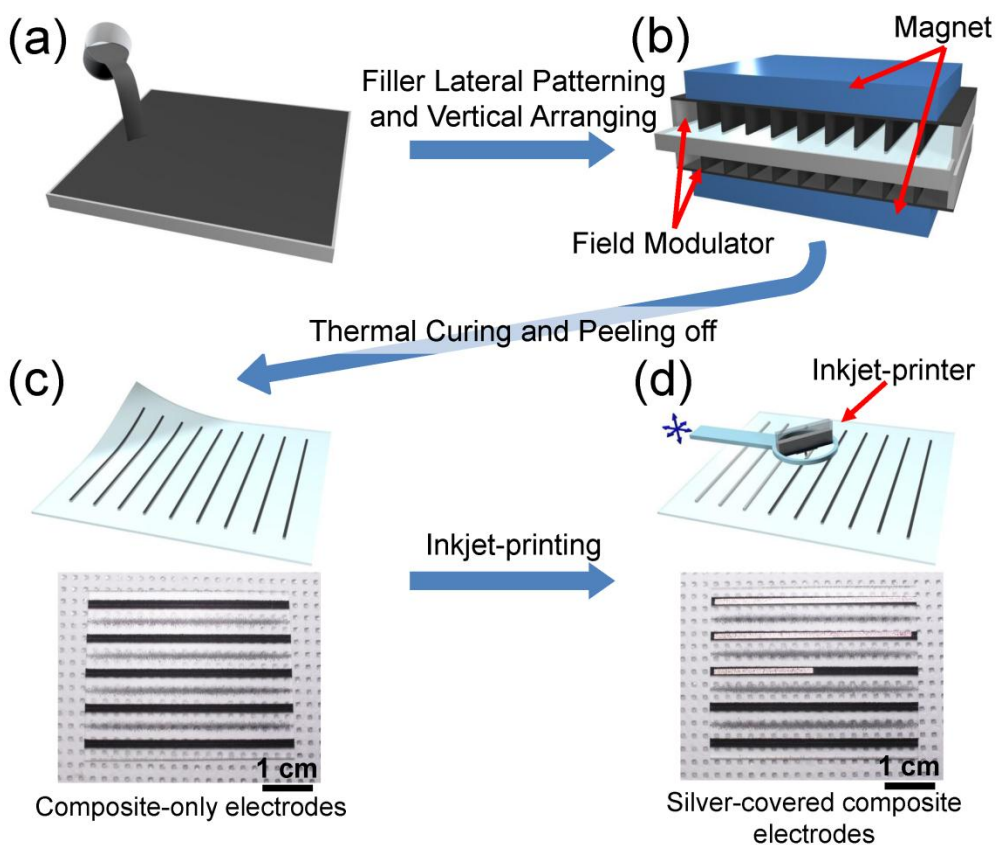 (a)
Filler Lateral Patterning
and Vertical Arranging
(b)
Magnet
Field Modulator
Thermal Curing and Peeling off
(c)
(d)
Inkjet-printer
Inkjet-printing
1 cm
Composite-only electrodes
1 cm
Silver-covered composite
electrodes